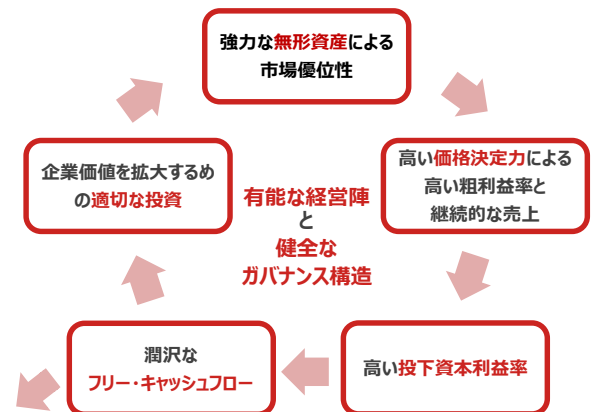 強力な無形資産による
市場優位性
高い価格決定力による
高い粗利益率と
継続的な売上
高い投下資本利益率
潤沢な
フリー・キャッシュフロー
企業価値を拡大するめ
の適切な投資
有能な経営陣
と
健全な
ガバナンス構造